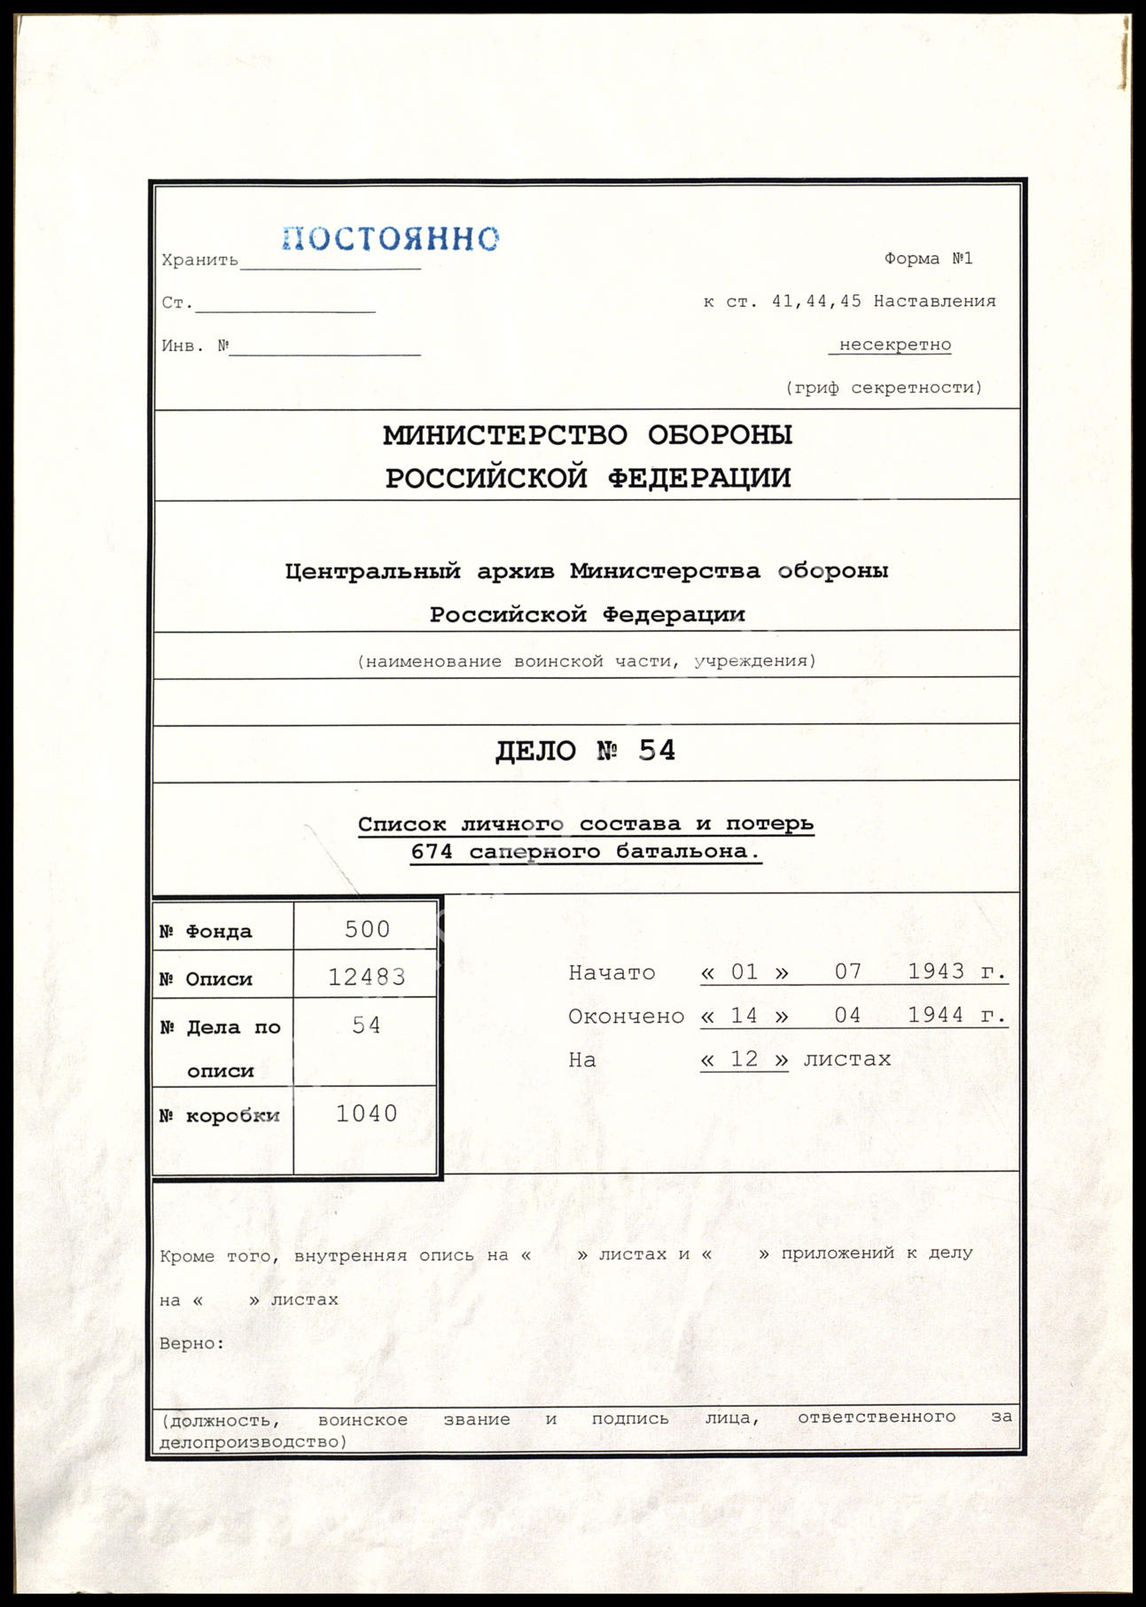 ПОСТОЯННО
Хранить
Форма №1
Ст.
к ст. 41,44,45 Наставления
Инв. №
несекретно
(гриф секретности)
МИНИСТЕРСТВО ОБОРОНЫ
РОССИЙСКОЙ ФЕДЕРАЦИИ
Центральный архив Министерства обороны
Российской Федерации
(наименование воинской части, учреждения)
ДЕЛО № 54
Список личного состава и потерь
674 саперного батальона.
№ Фонда 500
№ Описи 12483
№ Дела по 54
описи
№ коробки 1040
Начато « 01 » 07 1943 г.
Окончено « 14 » 04 1944 г.
На « 12 » листах
Кроме того, внутренняя опись на « » листах и « » приложений к делу
на « » листах
Верно:
(должность, воинское звание и подпись лица, ответственного за
делопроизводство)